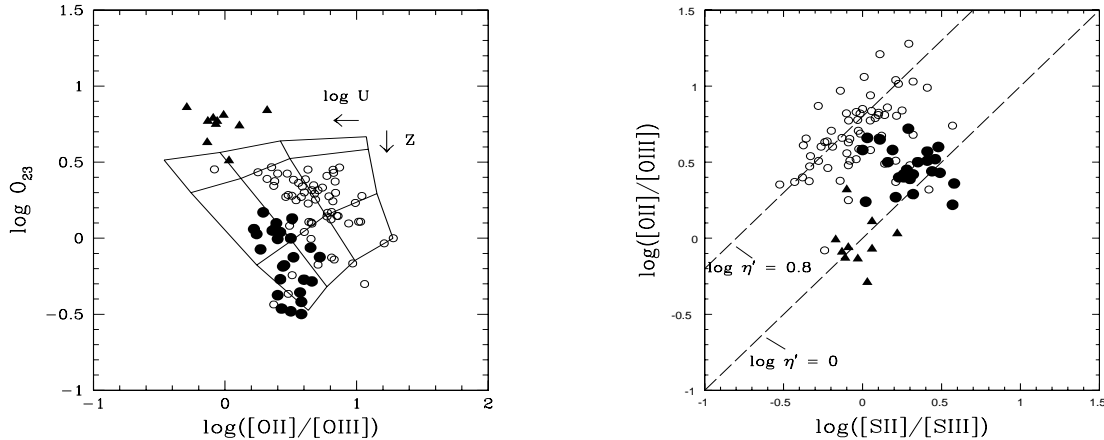 1.5
1
0.5
0
-0.5
-1
-1 0 1 2
log O23
log([OII]/[OIII])
log U
Z
1.5
1
0.5
0
-0.5
-1
-1 -0.5 0 0.5 1 1.5
log([OII]/[OIII])
log([SII]/[SIII])
log η' = 0.8
log η' = 0